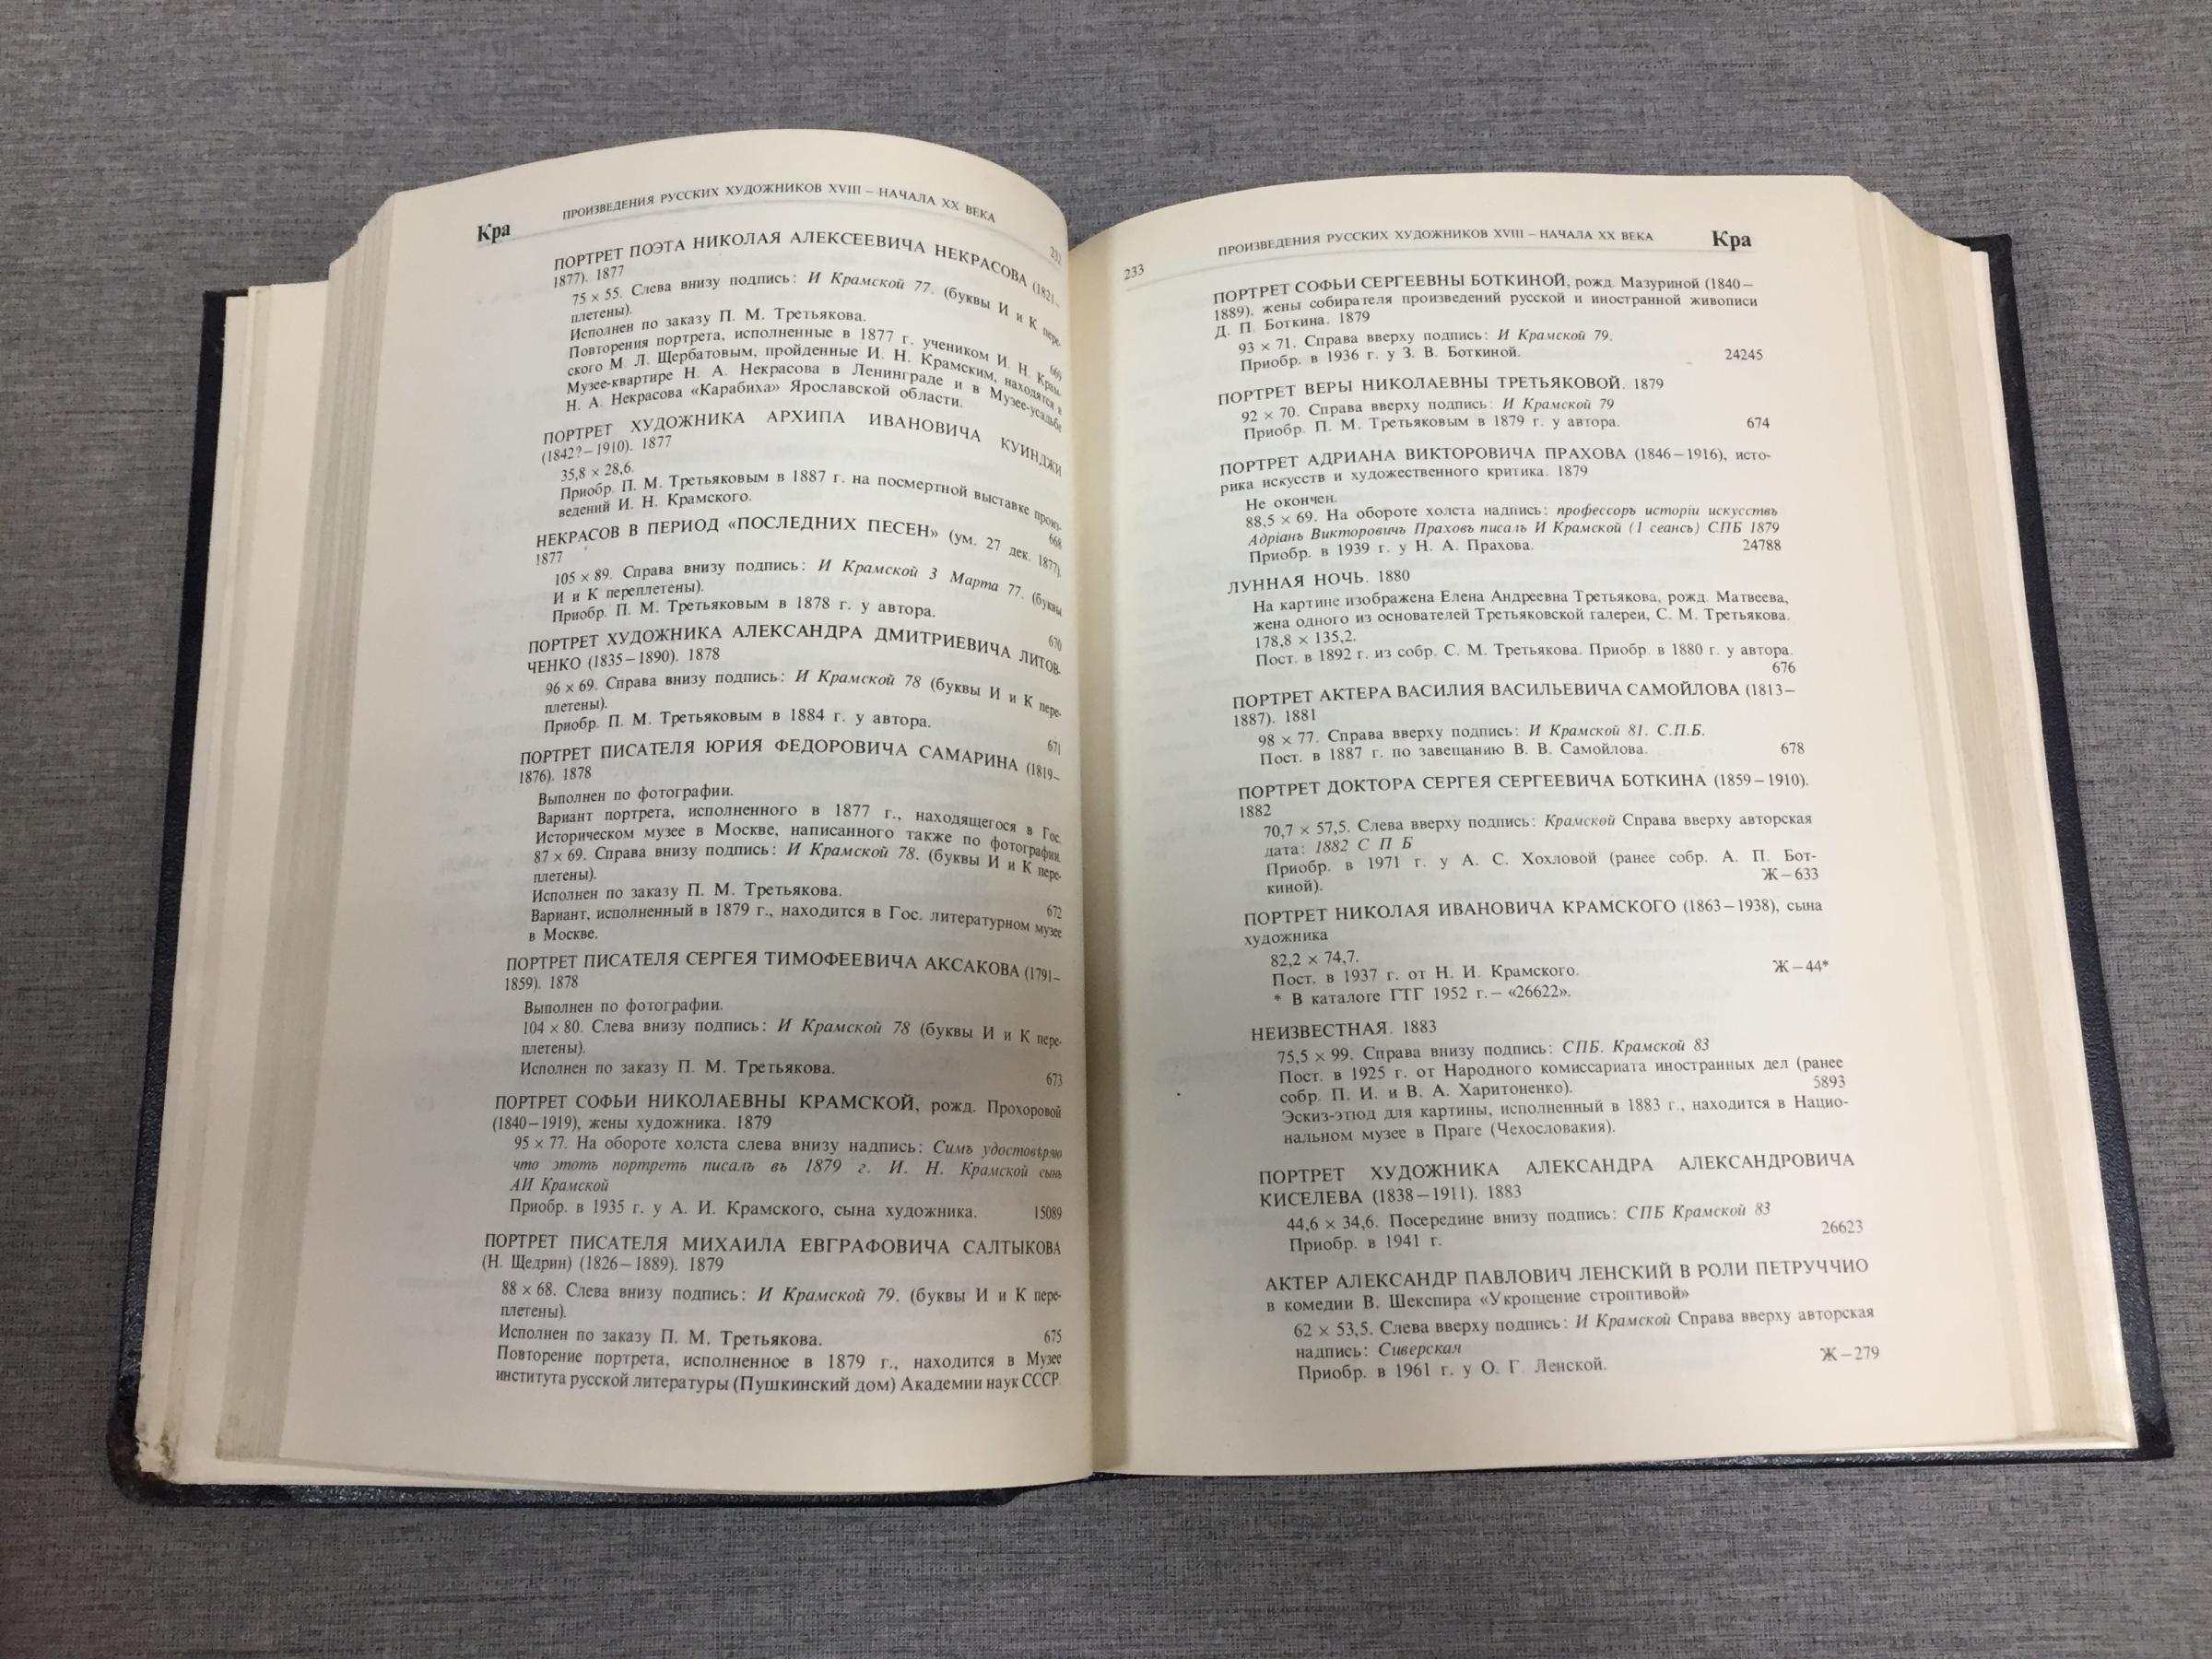 Кра
ПРОИЗВЕДЕНИЯ РУССКИХ ХУДОЖНИКОВ XVIII – НАЧАЛА XX ВЕКА
232
ПОРТРЕТ ПОЭТА НИКОЛАЯ АЛЕКСЕЕВИЧА НЕКРАСОВА (1821–
1877). 1877
75 × 55. Слева внизу подпись: И Крамской 77. (буквы И и К пере-
плетены).
Исполнен по заказу П. М. Третьякова.
669
Повторения портрета, исполненные в 1877 г. учеником И. Н. Крам-
ского М. Л. Щербатовым, пройденные И. Н. Крамским, находятся в
Музее-квартире Н. А. Некрасова в Ленинграде и в Музее-усадьбе
Н. А. Некрасова «Карабиха» Ярославской области.
ПОРТРЕТ ХУДОЖНИКА АРХИПА ИВАНОВИЧА КУИНДЖИ
(1842?–1910). 1877
35,8 × 28,6.
Приобр. П. М. Третьяковым в 1887 г. на посмертной выставке произ-
ведений И. Н. Крамского.
668
НЕКРАСОВ В ПЕРИОД «ПОСЛЕДНИХ ПЕСЕН» (ум. 27 дек. 1877).
1877
105 × 89. Справа внизу подпись: И Крамской 3 Марта 77. (буквы
И и К переплетены).
Приобр. П. М. Третьяковым в 1878 г. у автора.
670
ПОРТРЕТ ХУДОЖНИКА АЛЕКСАНДРА ДМИТРИЕВИЧА ЛИТОВ-
ЧЕНКО (1835–1890). 1878
96 × 69. Справа внизу подпись: И Крамской 78 (буквы И и К пере-
плетены).
Приобр. П. М. Третьяковым в 1884 г. у автора.
671
ПОРТРЕТ ПИСАТЕЛЯ ЮРИЯ ФЕДОРОВИЧА САМАРИНА (1819–
1876). 1878
Выполнен по фотографии.
Вариант портрета, исполненного в 1877 г., находящегося в Гос.
Историческом музее в Москве, написанного также по фотографии.
87 × 69. Справа внизу подпись: И Крамской 78. (буквы И и К пере-
плетены).
Исполнен по заказу П. М. Третьякова.
672
Вариант, исполненный в 1879 г., находится в Гос. литературном музее
в Москве.
ПОРТРЕТ ПИСАТЕЛЯ СЕРГЕЯ ТИМОФЕЕВИЧА АКСАКОВА (1791–
1859). 1878
Выполнен по фотографии.
104 × 80. Слева внизу подпись: И Крамской 78 (буквы И и К пере-
плетены).
Исполнен по заказу П. М. Третьякова.
673
ПОРТРЕТ СОФЬИ НИКОЛАЕВНЫ КРАМСКОЙ, рожд. Прохоровой
(1840–1919), жены художника. 1879
95 × 77. На обороте холста слева внизу надпись: Симъ удостовѣряю
что этотъ портретъ писалъ въ 1879 г. И. Н. Крамской сынъ
АИ Крамской
Приобр. в 1935 г. у А. И. Крамского, сына художника. 15089
ПОРТРЕТ ПИСАТЕЛЯ МИХАИЛА ЕВГРАФОВИЧА САЛТЫКОВА
(Н. Щедрин) (1826–1889). 1879
88 × 68. Слева внизу подпись: И Крамской 79. (буквы И и К пере-
плетены).
Исполнен по заказу П. М. Третьякова. 675
Повторение портрета, исполненное в 1879 г., находится в Музее
института русской литературы (Пушкинский дом) Академии наук СССР.
233
ПРОИЗВЕДЕНИЯ РУССКИХ ХУДОЖНИКОВ XVIII – НАЧАЛА XX ВЕКА
Кра
ПОРТРЕТ СОФЬИ СЕРГЕЕВНЫ БОТКИНОЙ, рожд. Мазуриной (1840–
1889), жены собирателя произведений русской и иностранной живописи
Д. П. Боткина. 1879
93 × 71. Справа вверху подпись: И Крамской 79.
Приобр. в 1936 г. у З. В. Боткиной. 24245
ПОРТРЕТ ВЕРЫ НИКОЛАЕВНЫ ТРЕТЬЯКОВОЙ. 1879
92 × 70. Справа вверху подпись: И Крамской 79
Приобр. П. М. Третьяковым в 1879 г. у автора. 674
ПОРТРЕТ АДРИАНА ВИКТОРОВИЧА ПРАХОВА (1846–1916), исто-
рика искусств и художественного критика. 1879
Не окончен.
88,5 × 69. На обороте холста надпись: профессоръ исторіи искусствъ
Адріанъ Викторовичъ Праховъ писалъ И Крамской (1 сеансъ) СПБ 1879
Приобр. в 1939 г. у Н. А. Прахова. 24788
ЛУННАЯ НОЧЬ. 1880
На картине изображена Елена Андреевна Третьякова, рожд. Матвеева,
жена одного из основателей Третьяковской галереи, С. М. Третьякова.
178,8 × 135,2.
Пост. в 1892 г. из собр. С. М. Третьякова. Приобр. в 1880 г. у автора.
676
ПОРТРЕТ АКТЕРА ВАСИЛИЯ ВАСИЛЬЕВИЧА САМОЙЛОВА (1813–
1887). 1881
98 × 77. Справа вверху подпись: И Крамской 81. С.П.Б.
Пост. в 1887 г. по завещанию В. В. Самойлова. 678
ПОРТРЕТ ДОКТОРА СЕРГЕЯ СЕРГЕЕВИЧА БОТКИНА (1859–1910).
1882
70,7 × 57,5. Слева вверху подпись: Крамской Справа вверху авторская
дата: 1882 С П Б
Приобр. в 1971 г. у А. С. Хохловой (ранее собр. А. П. Бот-
киной). Ж–633
ПОРТРЕТ НИКОЛАЯ ИВАНОВИЧА КРАМСКОГО (1863–1938), сына
художника
82,2 × 74,7.
Пост. в 1937 г. от Н. И. Крамского. Ж–44*
* В каталоге ГТГ 1952 г.– «26622».
НЕИЗВЕСТНАЯ. 1883
75,5 × 99. Справа внизу подпись: СПБ. Крамской 83
Пост. в 1925 г. от Народного комиссариата иностранных дел (ранее
собр. П. И. и В. А. Харитоненко). 5893
Эскиз-этюд для картины, исполненный в 1883 г., находится в Нацио-
нальном музее в Праге (Чехословакия).
ПОРТРЕТ ХУДОЖНИКА АЛЕКСАНДРА АЛЕКСАНДРОВИЧА
КИСЕЛЕВА (1838–1911). 1883
44,6 × 34,6. Посередине внизу подпись: СПБ Крамской 83
Приобр. в 1941 г. 26623
АКТЕР АЛЕКСАНДР ПАВЛОВИЧ ЛЕНСКИЙ В РОЛИ ПЕТРУЧЧИО
в комедии В. Шекспира «Укрощение строптивой»
62 × 53,5. Слева вверху подпись: И Крамской Справа вверху авторская
надпись: Сиверская
Приобр. в 1961 г. у О. Г. Ленской. Ж–279